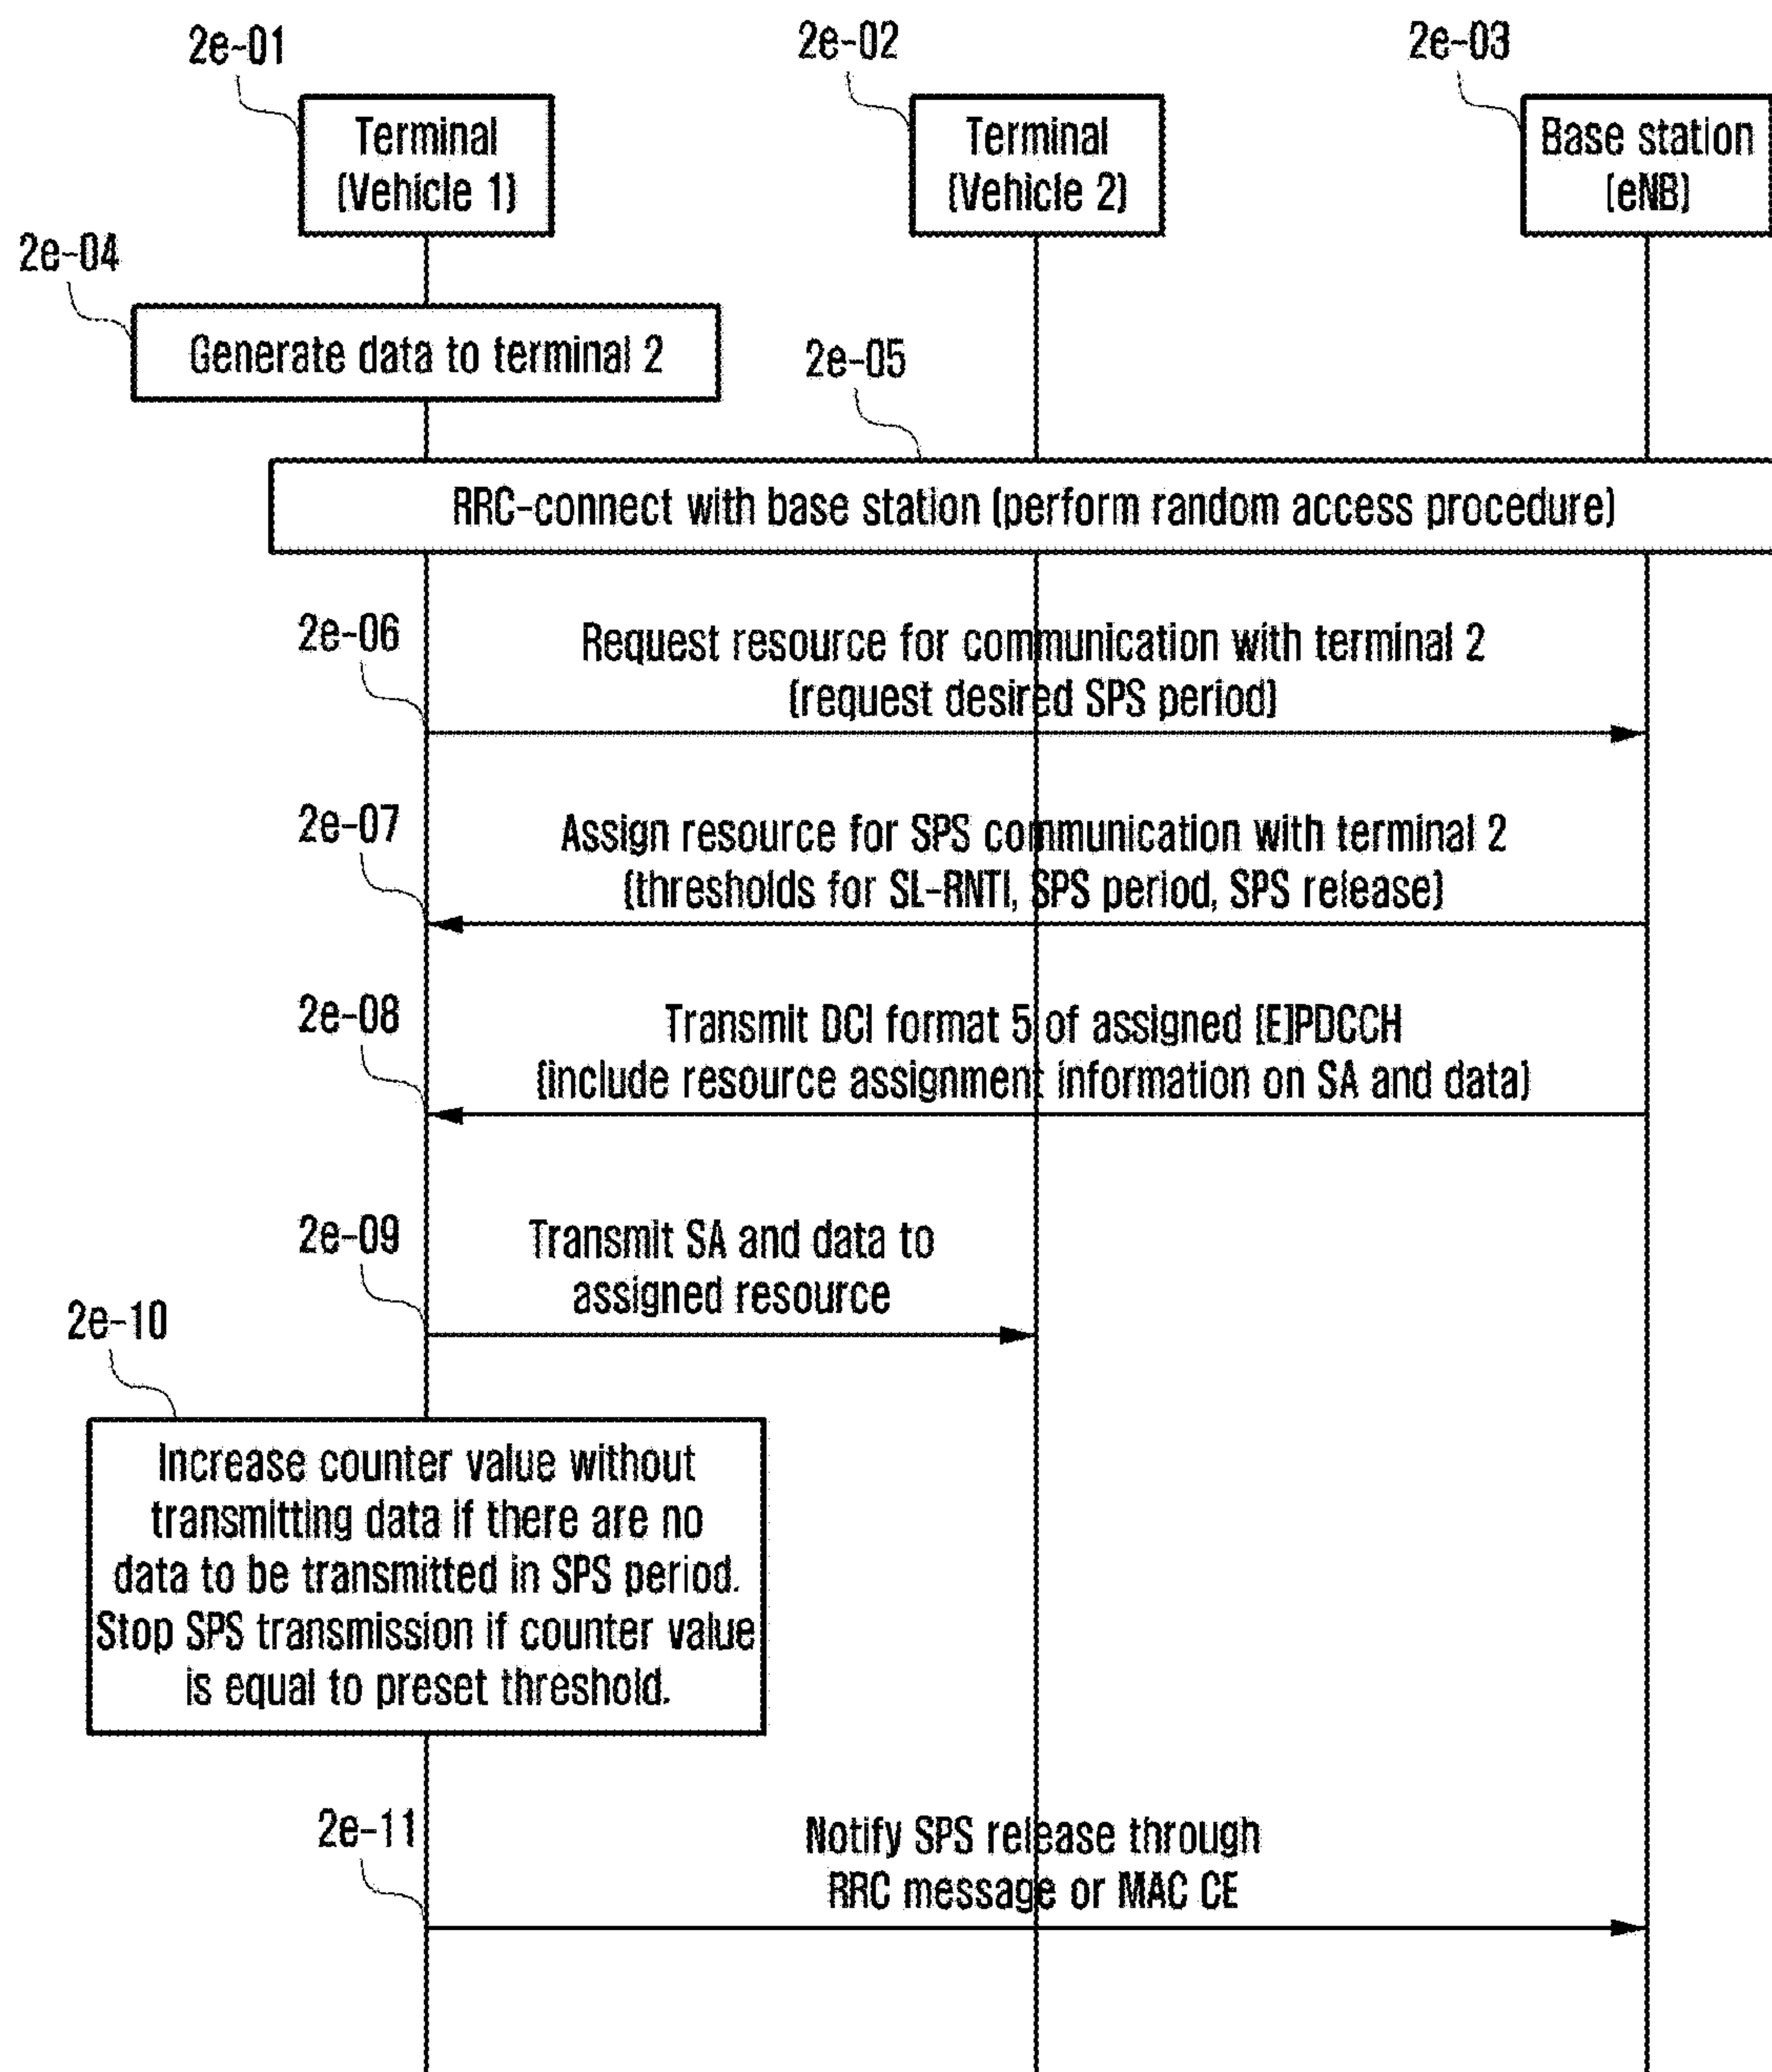 2e-01
2e-02
2e-03
Terminal
(Vehicle 1)
Terminal
(Vehicle 2)
Base station
(eNB)
2e-04
Generate data to terminal 2
2e-05
RRC-connect with base station (perform random access procedure)
2e-06
Request resource for communication with terminal 2
(request desired SPS period)
2e-07
Assign resource for SPS communication with terminal 2
(thresholds for SL-RNTI, SPS period, SPS release)
2e-08
Transmit DCI format 5 of assigned (E)PDCCH
(include resource assignment information on SA and data)
2e-09
Transmit SA and data to
assigned resource
2e-10
Increase counter value without
transmitting data if there are no
data to be transmitted in SPS period.
Stop SPS transmission if counter value
is equal to preset threshold.
2e-11
Notify SPS release through
RRC message or MAC CE